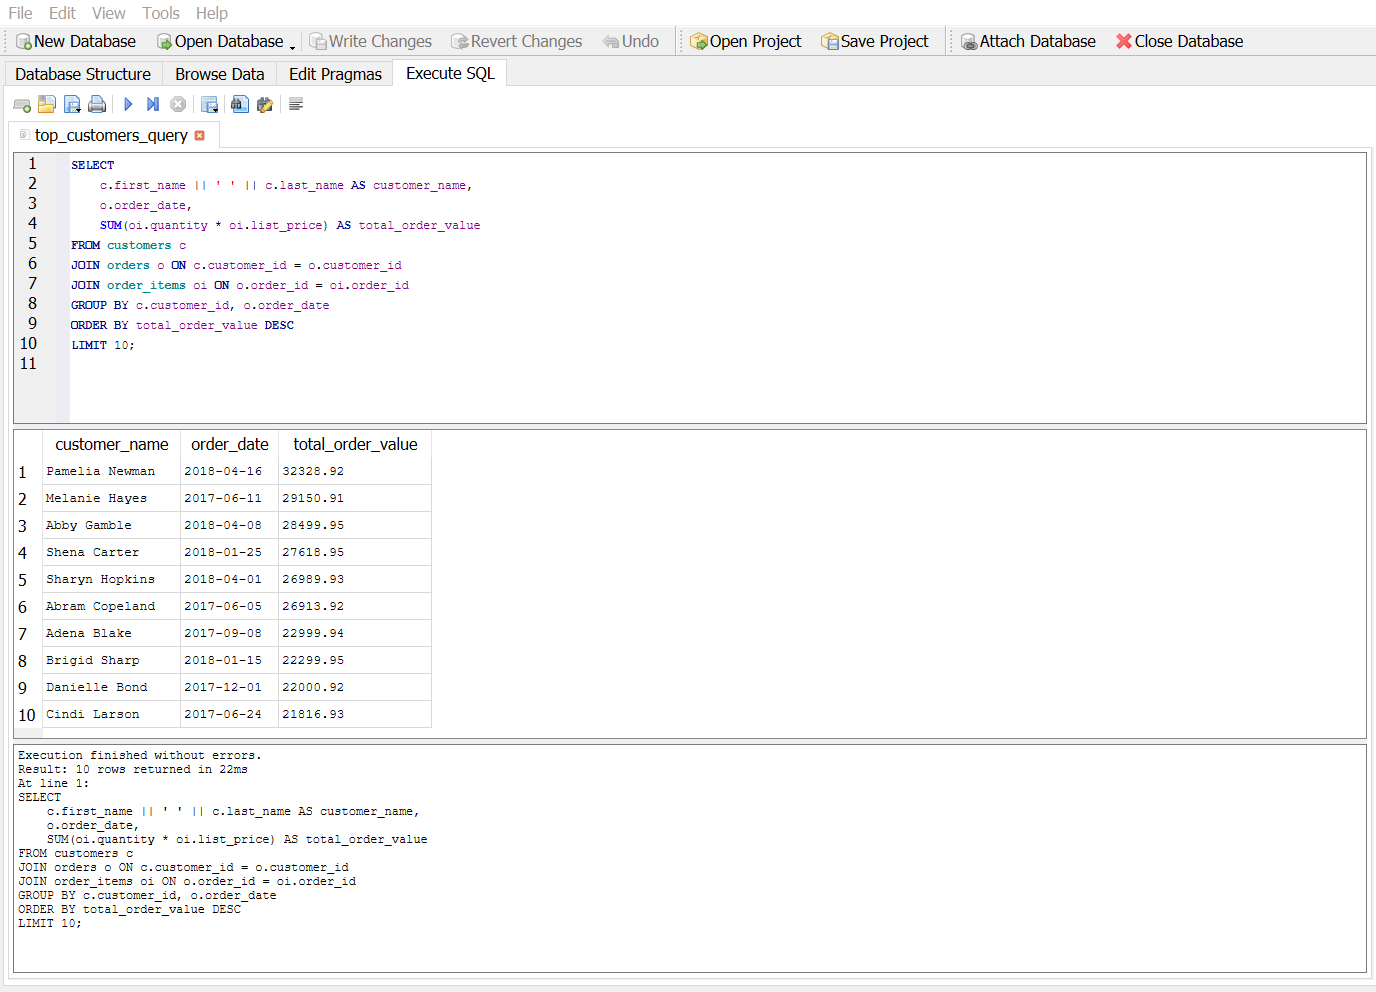 File Edit View Tools Help
New Database Open Database Write Changes Revert Changes Undo Open Project Save Project Attach Database Close Database
Database Structure Browse Data Edit Pragmas Execute SQL
top_customers_query
1 SELECT
2 c.first_name || ' ' || c.last_name AS customer_name,
3 o.order_date,
4 SUM(oi.quantity * oi.list_price) AS total_order_value
5 FROM customers c
6 JOIN orders o ON c.customer_id = o.customer_id
7 JOIN order_items oi ON o.order_id = oi.order_id
8 GROUP BY c.customer_id, o.order_date
9 ORDER BY total_order_value DESC
10 LIMIT 10;
11
customer_name order_date total_order_value
1 Pamelia Newman 2018-04-16 32328.92
2 Melanie Hayes 2017-06-11 29150.91
3 Abby Gamble 2018-04-08 28499.95
4 Shena Carter 2018-01-25 27618.95
5 Sharyn Hopkins 2018-04-01 26989.93
6 Abram Copeland 2017-06-05 26913.92
7 Adena Blake 2017-09-08 22999.94
8 Brigid Sharp 2018-01-15 22299.95
9 Danielle Bond 2017-12-01 22000.92
10 Cindi Larson 2017-06-24 21816.93
Execution finished without errors.
Result: 10 rows returned in 22ms
At line 1:
SELECT
c.first_name || ' ' || c.last_name AS customer_name,
o.order_date,
SUM(oi.quantity * oi.list_price) AS total_order_value
FROM customers c
JOIN orders o ON c.customer_id = o.customer_id
JOIN order_items oi ON o.order_id = oi.order_id
GROUP BY c.customer_id, o.order_date
ORDER BY total_order_value DESC
LIMIT 10;